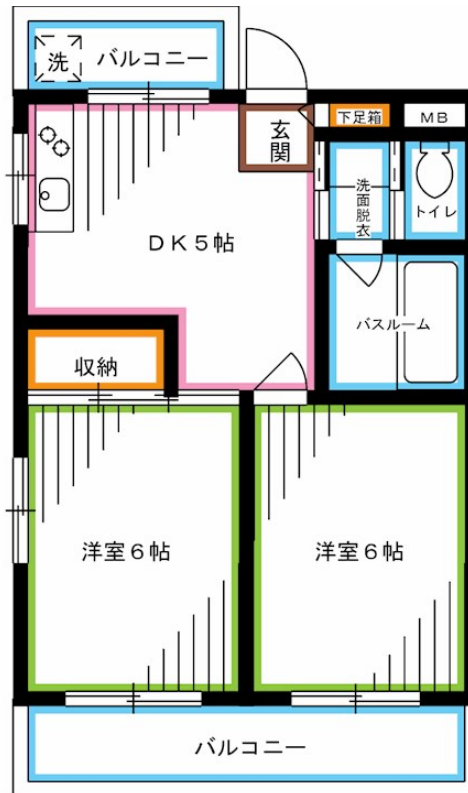 洗
バルコニー
玄関
下足箱
MB
洗面脱衣
トイレ
DK5帖
バスルーム
収納
洋室6帖
洋室6帖
バルコニー